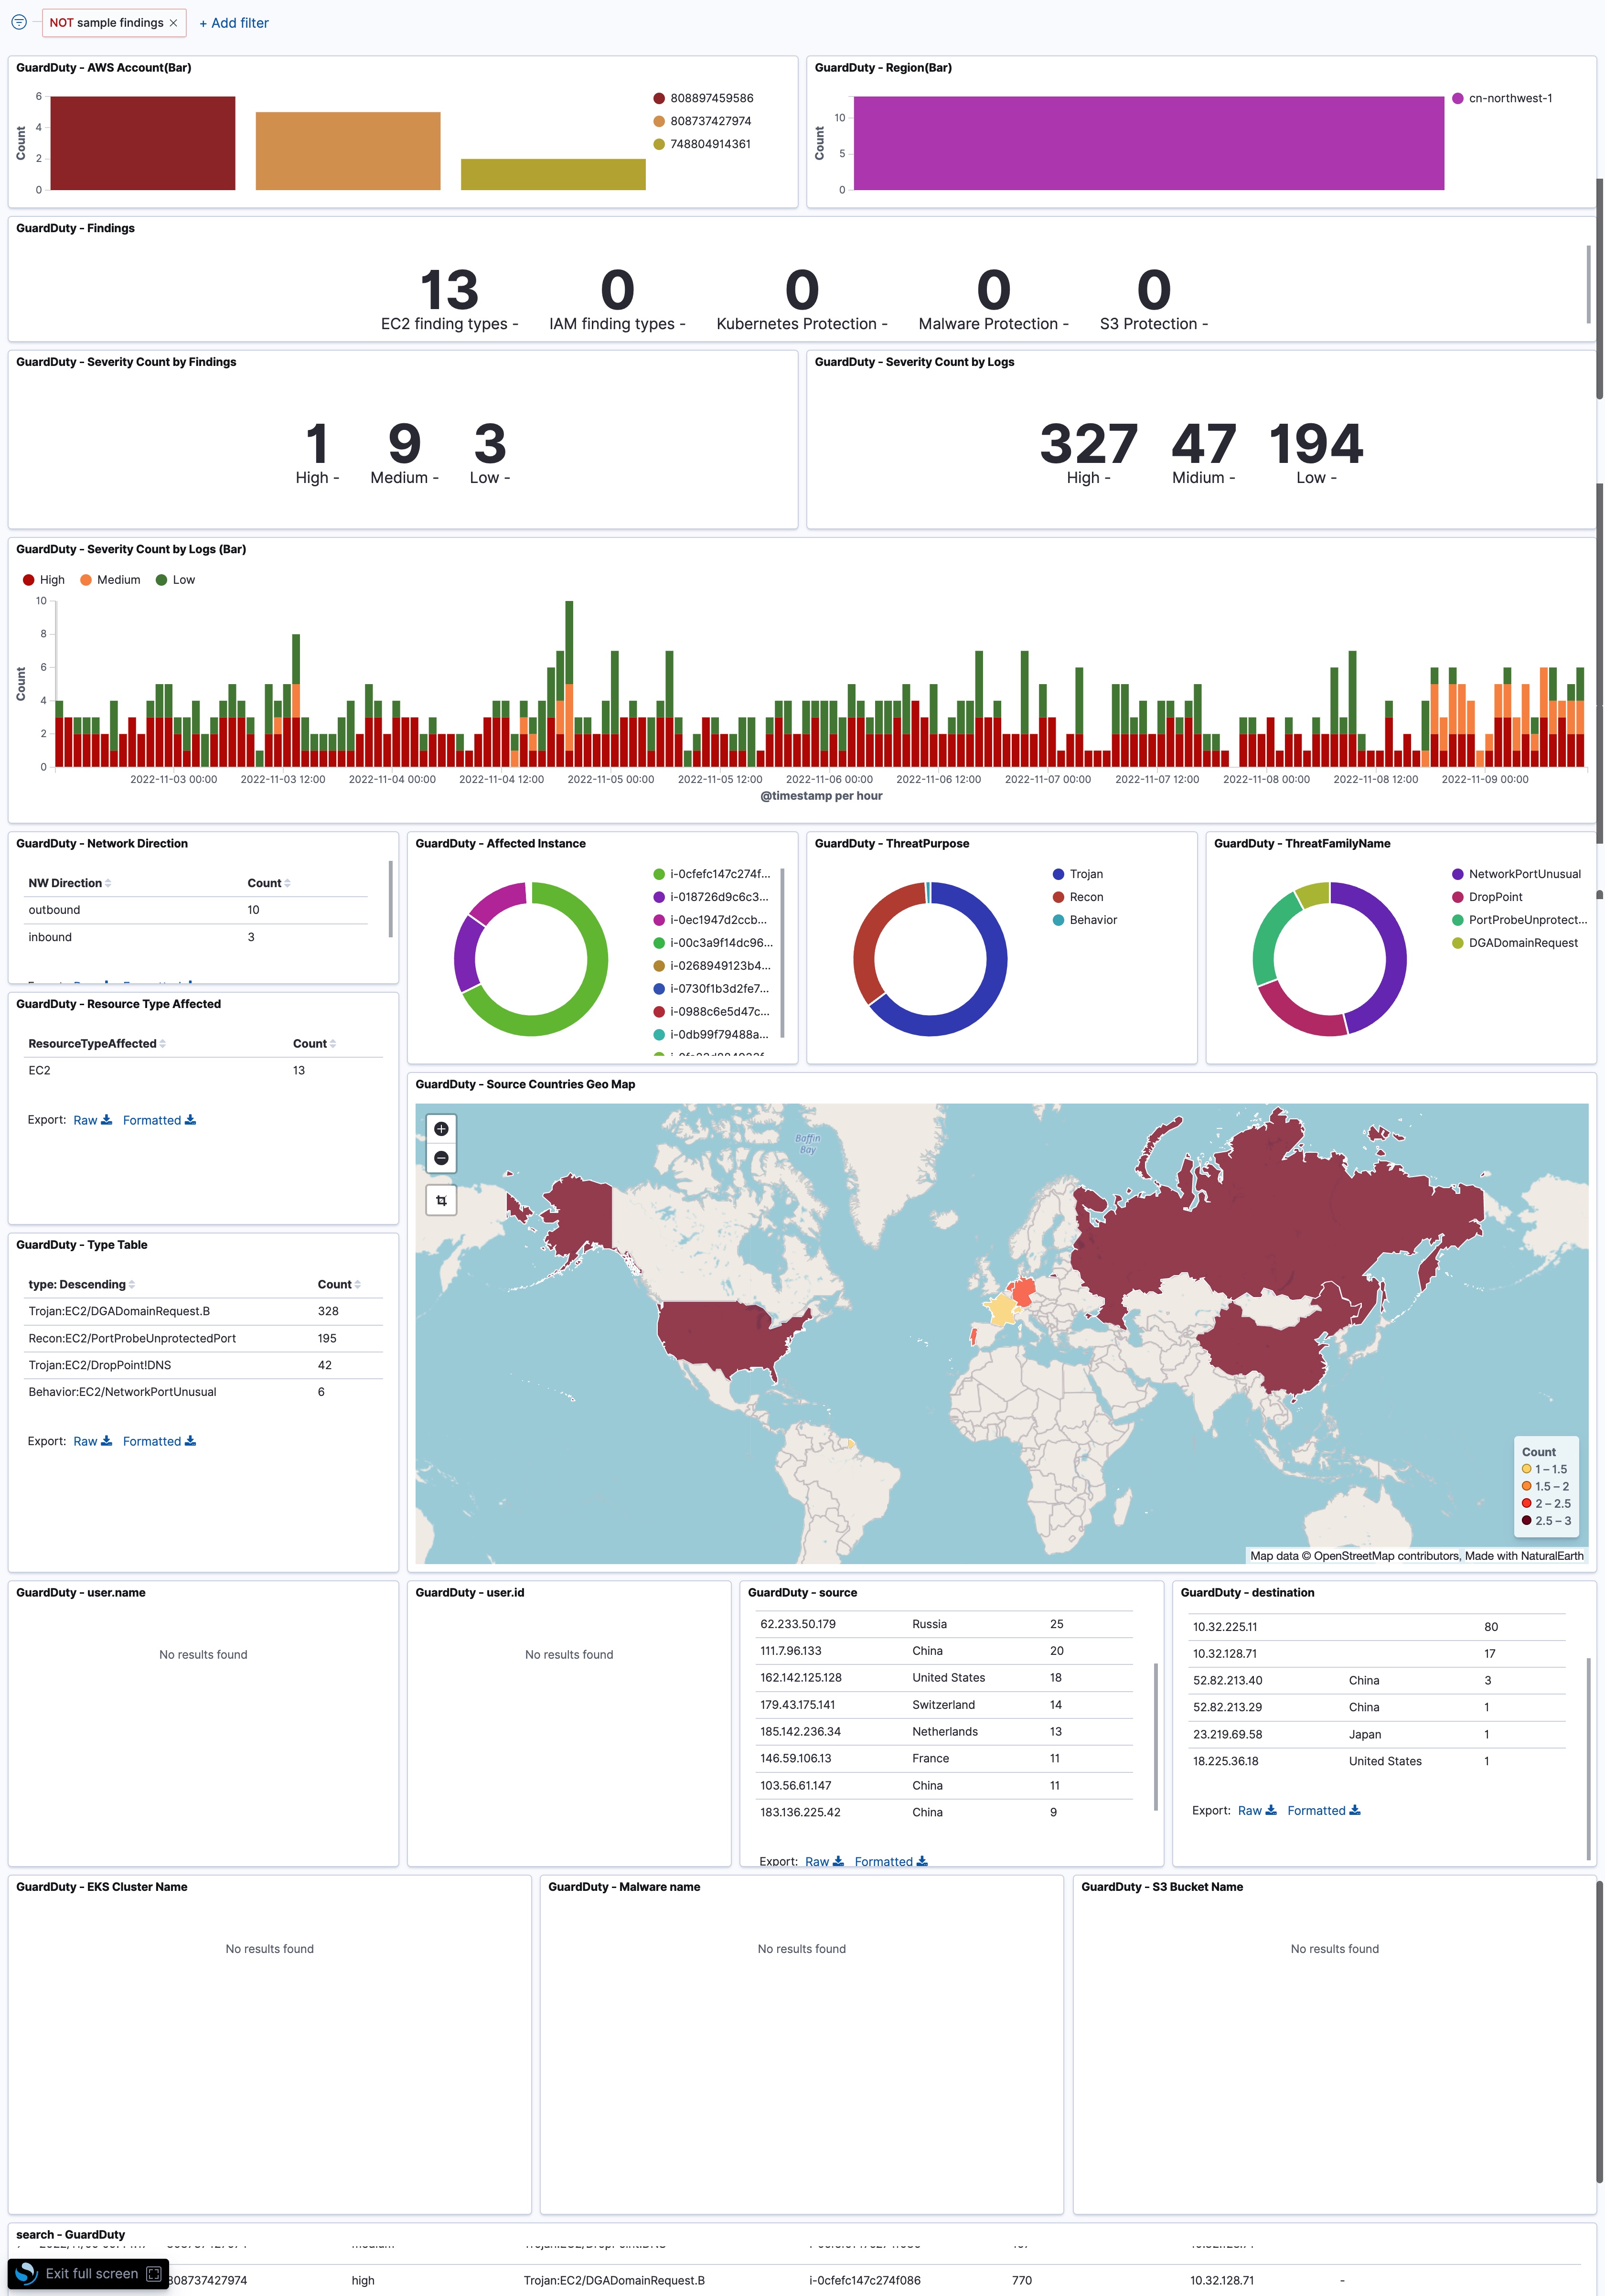 NOT sample findings ×
+ Add filter
GuardDuty - AWS Account(Bar)
Count
6
4
2
0
808897459586
808737427974
748804914361
GuardDuty - Region(Bar)
Count
10
5
0
cn-northwest-1
GuardDuty - Findings
13 0 0 0 0
EC2 finding types - IAM finding types - Kubernetes Protection - Malware Protection - S3 Protection -
GuardDuty - Severity Count by Findings
1 9 3
High - Medium - Low -
GuardDuty - Severity Count by Logs
327 47 194
High - Midium - Low -
GuardDuty - Severity Count by Logs (Bar)
High Medium Low
Count
10
8
6
4
2
0
2022-11-03 00:00 2022-11-03 12:00 2022-11-04 00:00 2022-11-04 12:00 2022-11-05 00:00 2022-11-05 12:00 2022-11-06 00:00 2022-11-06 12:00 2022-11-07 00:00 2022-11-07 12:00 2022-11-08 00:00 2022-11-08 12:00 2022-11-09 00:00
@timestamp per hour
GuardDuty - Network Direction
NW Direction Count
outbound 10
inbound 3
GuardDuty - Affected Instance
i-0cfefc147c274f...
i-018726d9c6c3...
i-0ec1947d2ccb...
i-00c3a9f14dc96...
i-0268949123b4...
i-0730f1b3d2fe7...
i-0988c6e5d47c...
i-0db99f79488a...
GuardDuty - ThreatPurpose
Trojan
Recon
Behavior
GuardDuty - ThreatFamilyName
NetworkPortUnusual
DropPoint
PortProbeUnprotect...
DGADomainRequest
GuardDuty - Resource Type Affected
ResourceTypeAffected Count
EC2 13
Export: Raw Formatted
GuardDuty - Type Table
type: Descending Count
Trojan:EC2/DGADomainRequest.B 328
Recon:EC2/PortProbeUnprotectedPort 195
Trojan:EC2/DropPoint!DNS 42
Behavior:EC2/NetworkPortUnusual 6
Export: Raw Formatted
GuardDuty - Source Countries Geo Map
Baffin
Bay
Count
1 – 1.5
1.5 – 2
2 – 2.5
2.5 – 3
Map data © OpenStreetMap contributors, Made with NaturalEarth
GuardDuty - user.name
No results found
GuardDuty - user.id
No results found
GuardDuty - source
62.233.50.179 Russia 25
111.7.96.133 China 20
162.142.125.128 United States 18
179.43.175.141 Switzerland 14
185.142.236.34 Netherlands 13
146.59.106.13 France 11
103.56.61.147 China 11
183.136.225.42 China 9
Export: Raw Formatted
GuardDuty - destination
10.32.225.11 80
10.32.128.71 17
52.82.213.40 China 3
52.82.213.29 China 1
23.219.69.58 Japan 1
18.225.36.18 United States 1
Export: Raw Formatted
GuardDuty - EKS Cluster Name
No results found
GuardDuty - Malware name
No results found
GuardDuty - S3 Bucket Name
No results found
search - GuardDuty
Exit full screen
808737427974 high Trojan:EC2/DGADomainRequest.B i-0cfefc147c274f086 770 10.32.128.71 -